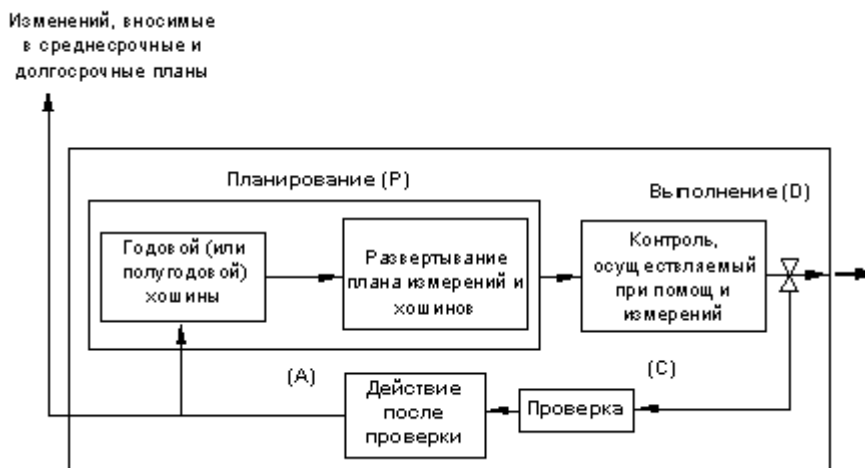 Изменений, вносимые
в среднесрочные и
долгосрочные планы
Планирование (P)
Выполнение (D)
Годовой (или
полугодовой)
хошины
Развертывание
плана измерений и
хошинов
Контроль,
осуществляемый
при помощи
измерений
(A)
(C)
Действие
после
проверки
Проверка